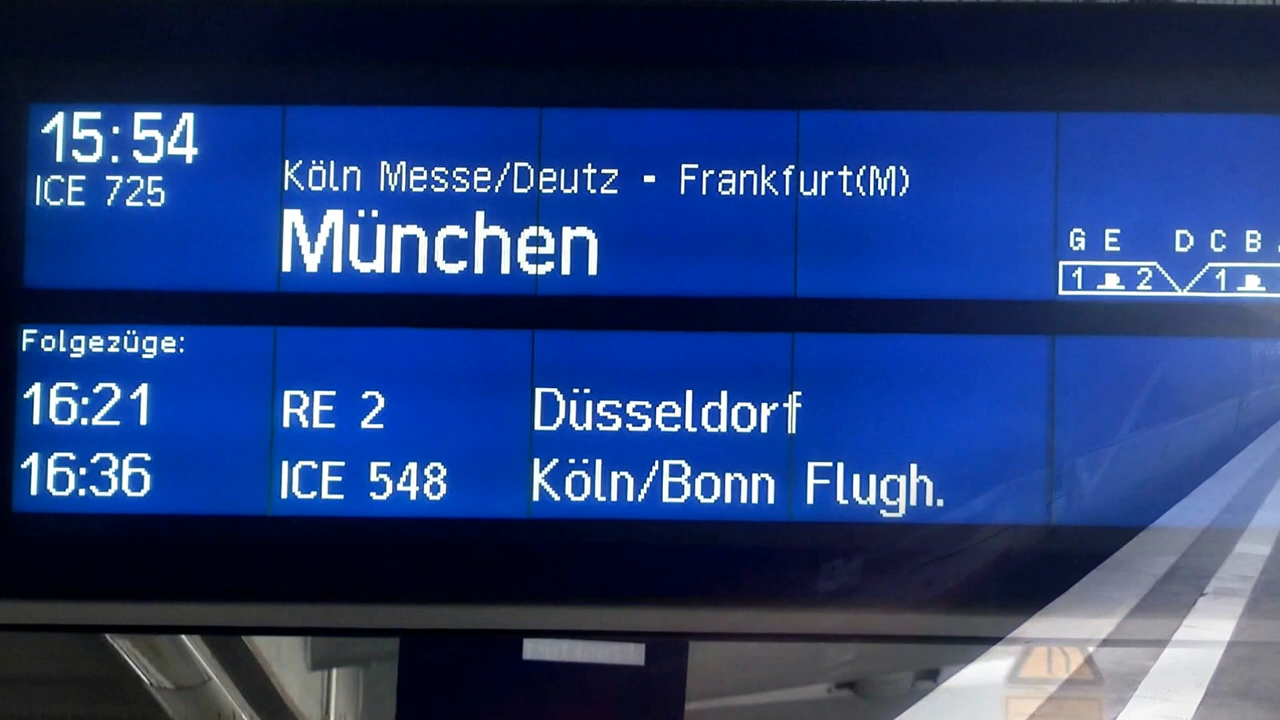 15:54
ICE 725
Köln Messe/Deutz - Frankfurt(M)
München
G E D C B
1 2 1
Folgezüge:
16:21 RE 2 Düsseldorf
16:36 ICE 548 Köln/Bonn Flugh.